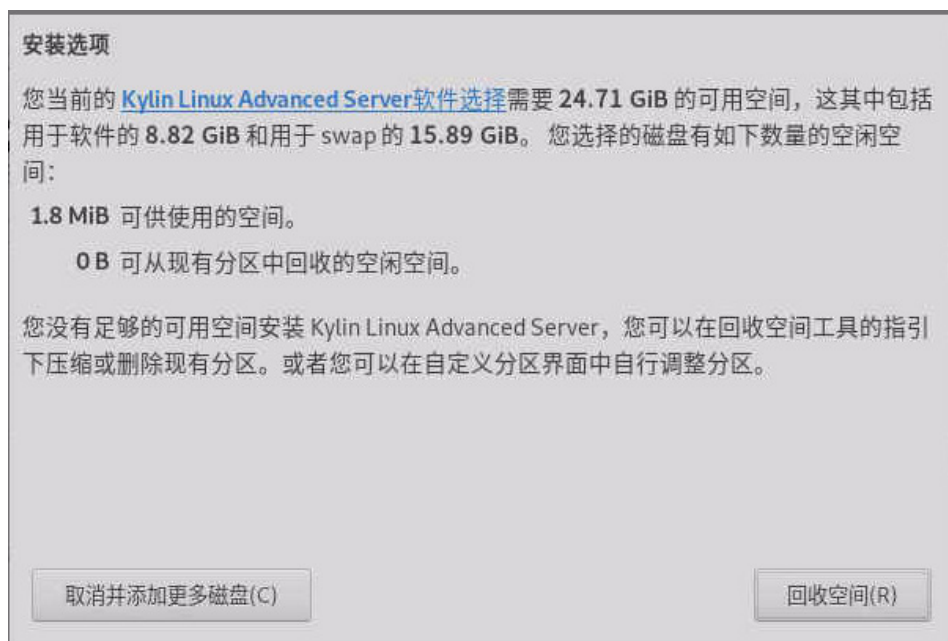 安装选项
您当前的 Kylin Linux Advanced Server软件选择需要 24.71 GiB 的可用空间，这其中包括
用于软件的 8.82 GiB 和用于 swap 的 15.89 GiB。 您选择的磁盘有如下数量的空闲空
间：
1.8 MiB 可供使用的空间。
0 B 可从现有分区中回收的空闲空间。
您没有足够的可用空间安装 Kylin Linux Advanced Server，您可以在回收空间工具的指引
下压缩或删除现有分区。或者您可以在自定义分区界面中自行调整分区。
取消并添加更多磁盘(C)
回收空间(R)